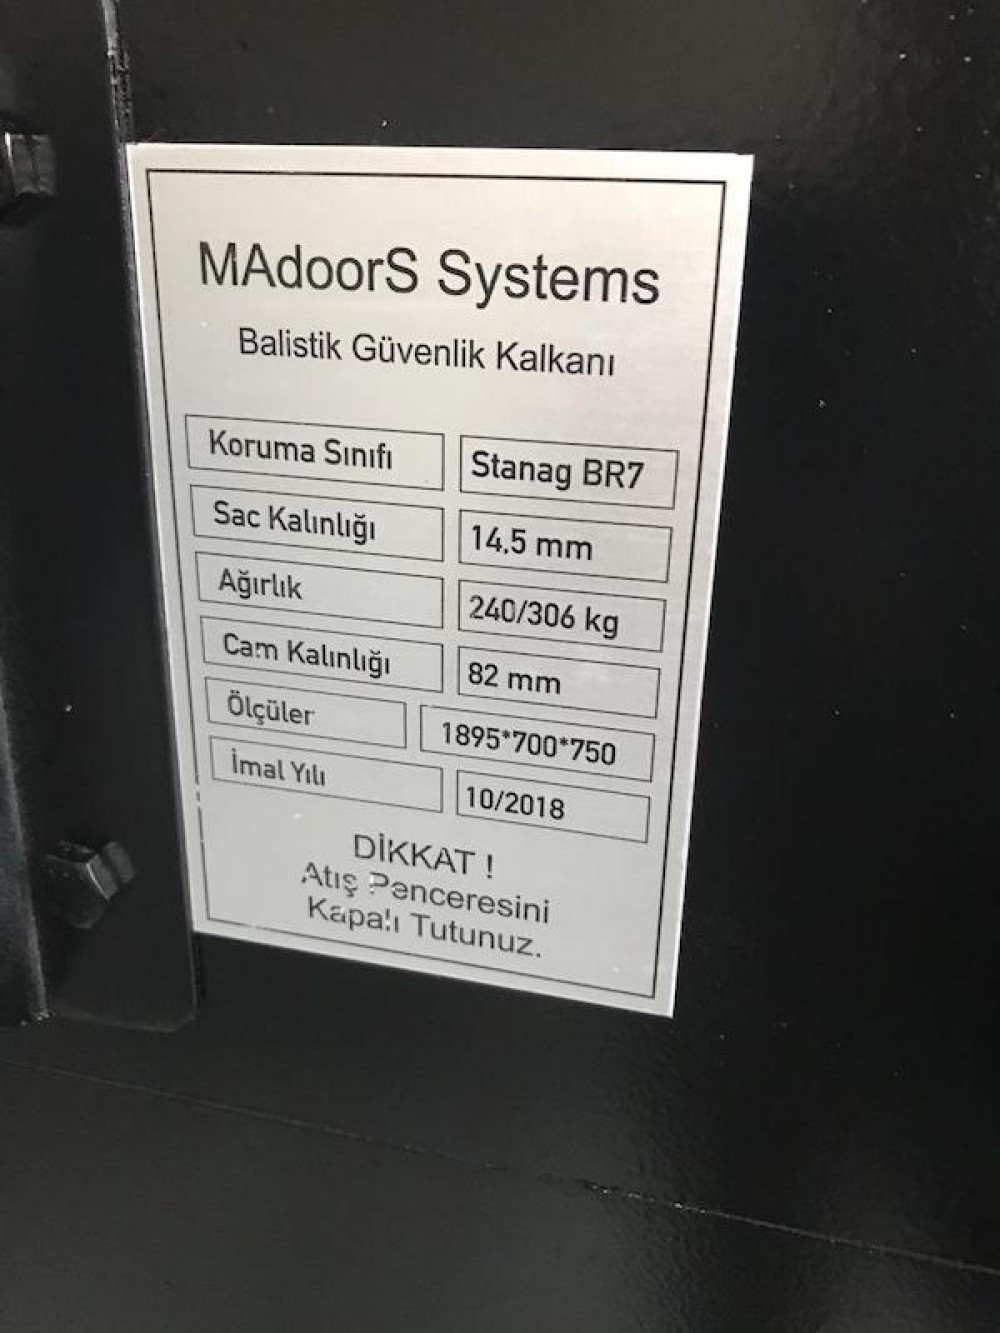 MAdoorS Systems
Balistik Güvenlik Kalkanı
Koruma Sınıfı Stanag BR7
Sac Kalınlığı 14,5 mm
Ağırlık 240/306 kg
Cam Kalınlığı 82 mm
Ölçüler 1895*700*750
İmal Yılı 10/2018
DİKKAT !
Atış Penceresini
Kapalı Tutunuz.